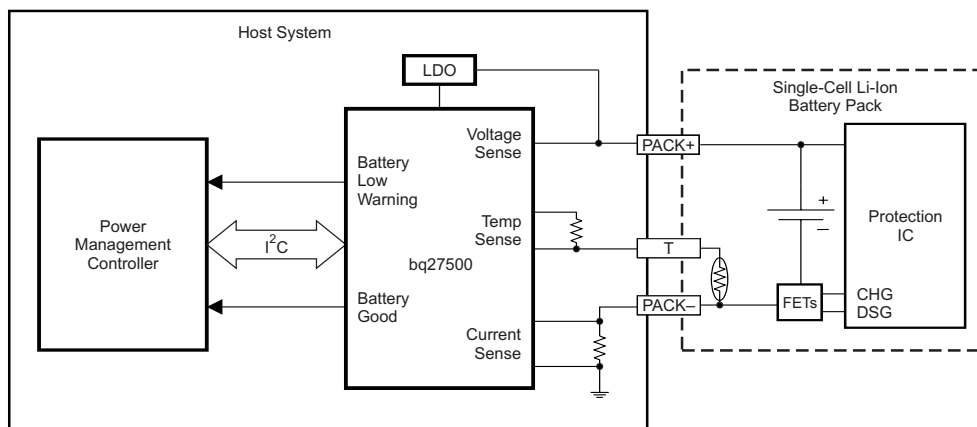 Host System
LDO
Single-Cell Li-Ion
Battery Pack
Voltage
Sense
PACK+
Battery
Low
Warning
Power
Management
Controller
I²C
Temp
Sense
bq27500
T
+
–
Protection
IC
Battery
Good
PACK–
FETs
CHG
DSG
Current
Sense